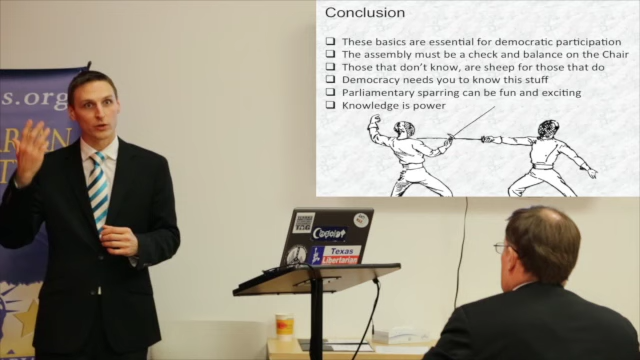 Conclusion
These basics are essential for democratic participation
The assembly must be a check and balance on the Chair
Those that don't know, are sheep for those that do
Democracy needs you to know this stuff
Parliamentary sparring can be fun and exciting
Knowledge is power
s.org
Texas
Libertarian